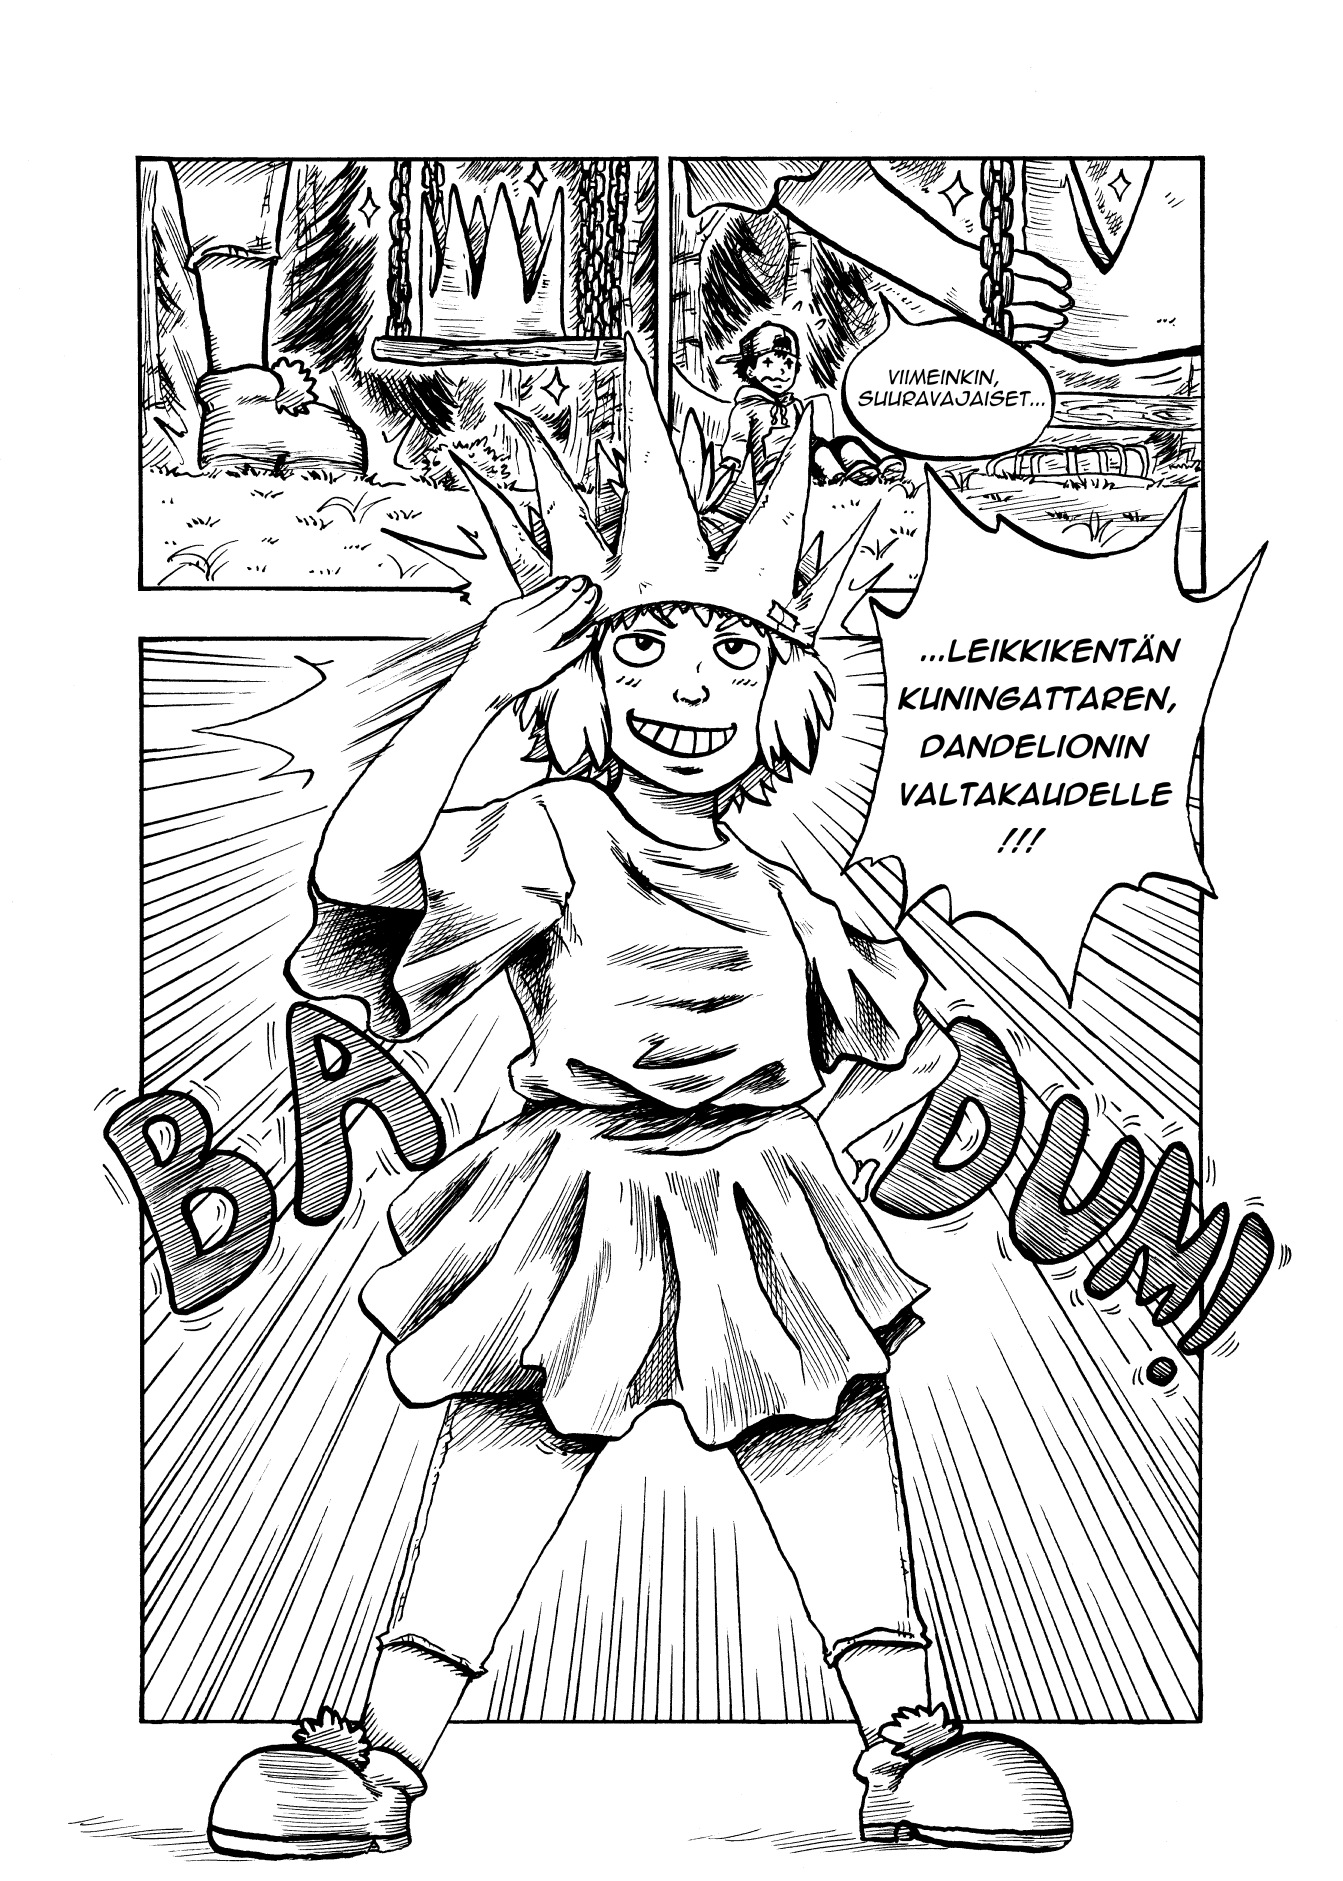 VIIMEINKIN,
SUURAVAJAISET...
...LEIKKIKENTÄN
KUNINGATTAREN,
DANDELIONIN
VALTAKAUDELLE
!!!
BA DUM!